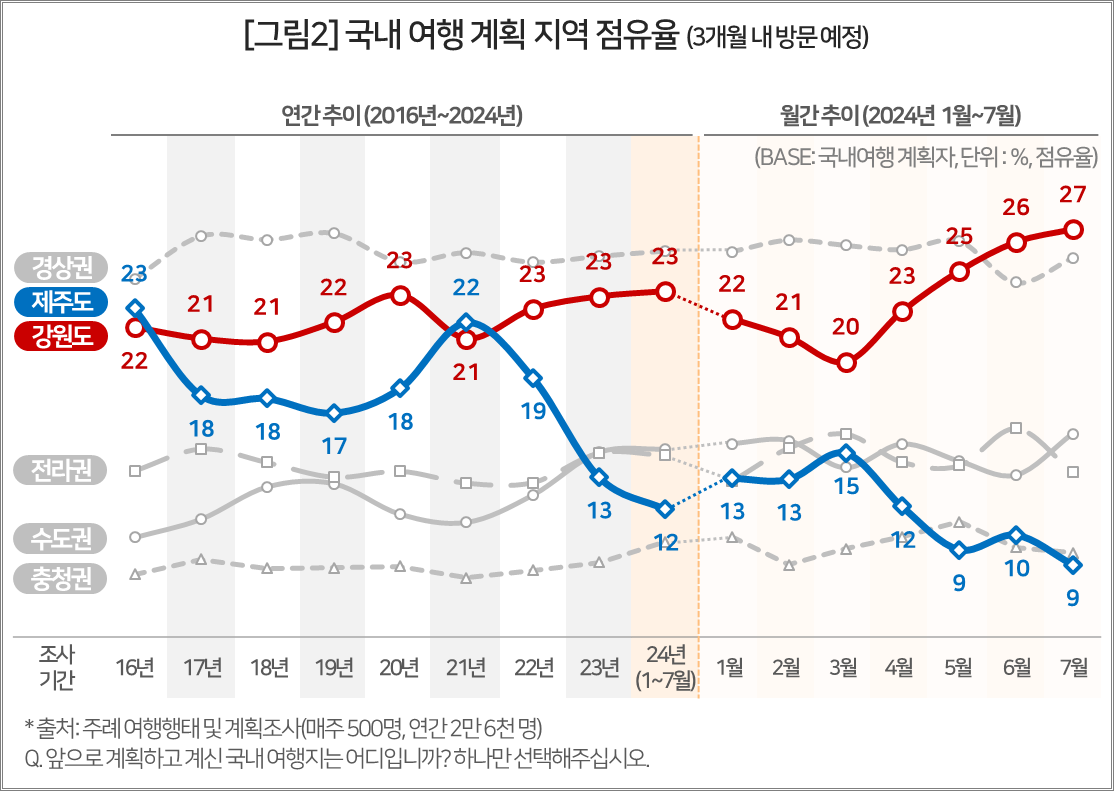 [그림2] 국내 여행 계획 지역 점유율 (3개월 내 방문 예정)
연간 추이 (2016년~2024년)
월간 추이 (2024년 1월~7월)
(BASE: 국내여행 계획자, 단위 : %, 점유율)
경상권
제주도
강원도
전라권
수도권
충청권
22 21 21 22 23 21 23 23 23 22 21 20 23 25 26 27
23 18 18 17 18 22 19 13 12 13 13 15 12 9 10 9
조사
기간
16년 17년 18년 19년 20년 21년 22년 23년 24년 1월 2월 3월 4월 5월 6월 7월
(1~7월)
* 출처 : 주례 여행행태 및 계획조사(매주 500명, 연간 2만 6천 명)
Q. 앞으로 계획하고 계신 국내 여행지는 어디입니까? 하나만 선택해주십시오.